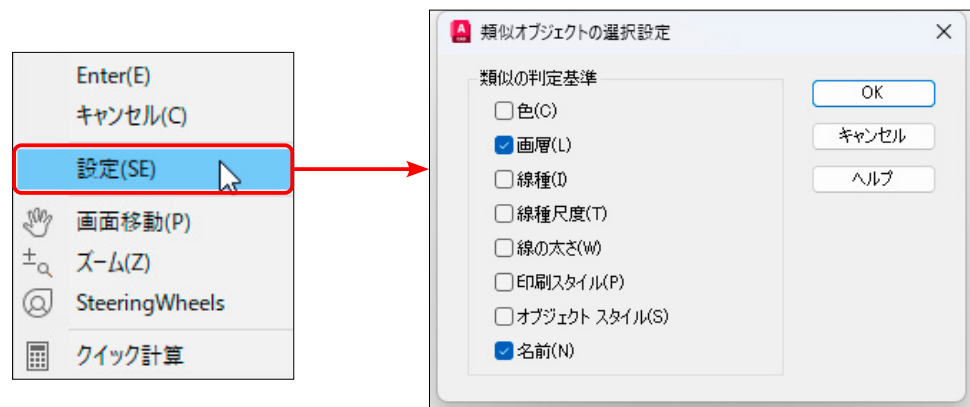 Enter(E)
キャンセル(C)
設定(SE)
画面移動(P)
ズーム(Z)
SteeringWheels
クイック計算
類似オブジェクトの選択設定
類似の判定基準
色(C)
画層(L)
線種(I)
線種尺度(T)
線の太さ(W)
印刷スタイル(P)
オブジェクト スタイル(S)
名前(N)
OK
キャンセル
ヘルプ